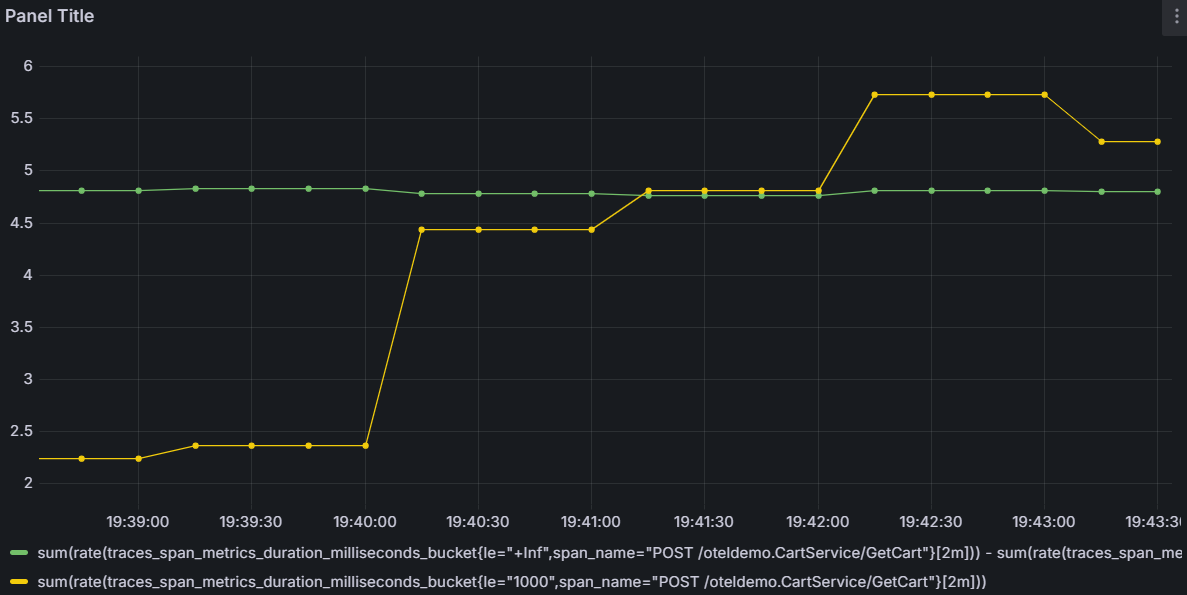 Panel Title
6
5.5
5
4.5
4
3.5
3
2.5
2
19:39:00 19:39:30 19:40:00 19:40:30 19:41:00 19:41:30 19:42:00 19:42:30 19:43:00 19:43:3
sum(rate(traces_span_metrics_duration_milliseconds_bucket{le="+Inf",span_name="POST /oteldemo.CartService/GetCart"}[2m])) - sum(rate(traces_span_me
sum(rate(traces_span_metrics_duration_milliseconds_bucket{le="1000",span_name="POST /oteldemo.CartService/GetCart"}[2m]))